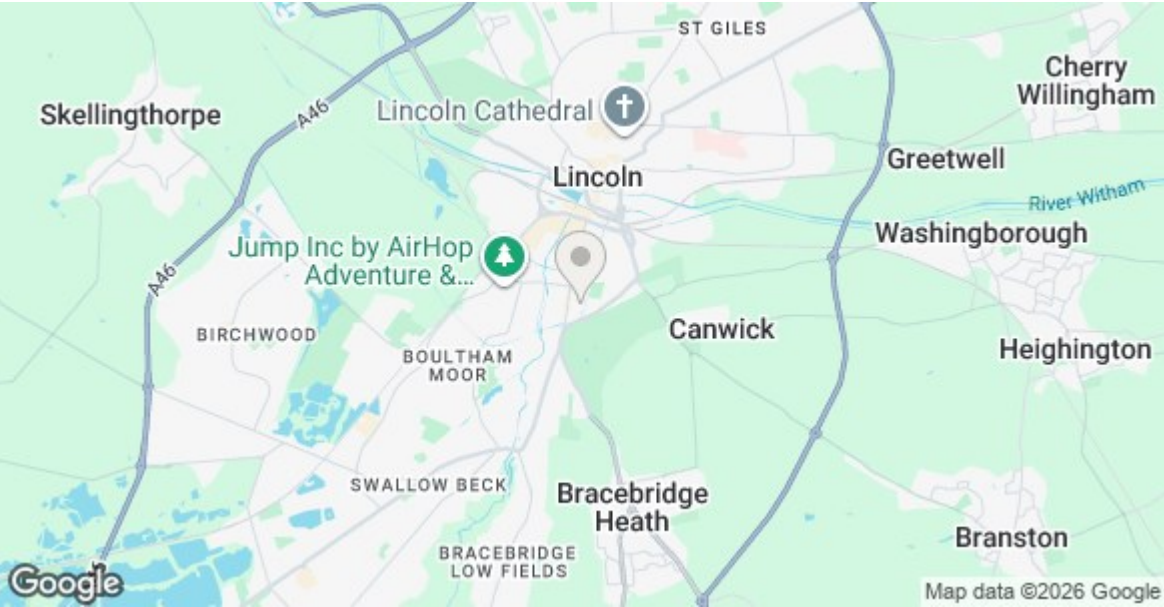 ST GILES
Cherry
Willingham
Skellingthorpe
A46
Lincoln Cathedral
Greetwell
Lincoln
River Witham
Washingborough
Jump Inc by AirHop
Adventure &...
A46
BIRCHWOOD
Canwick
BOULTHAM
MOOR
Heighington
SWALLOW BECK
Bracebridge
Heath
Branston
BRACEBRIDGE
LOW FIELDS
Google
Map data ©2026 Google